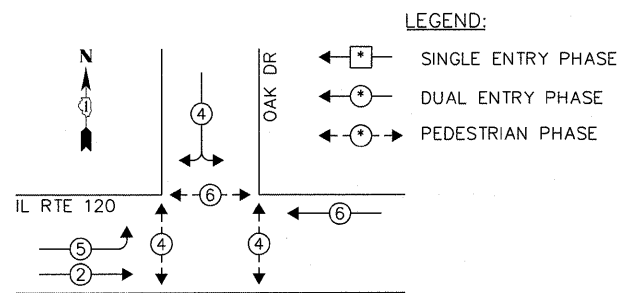 LEGEND:
* SINGLE ENTRY PHASE
* DUAL ENTRY PHASE
* PEDESTRIAN PHASE
N
1
OAK DR
4
6
IL RTE 120
6
5
4
4
2